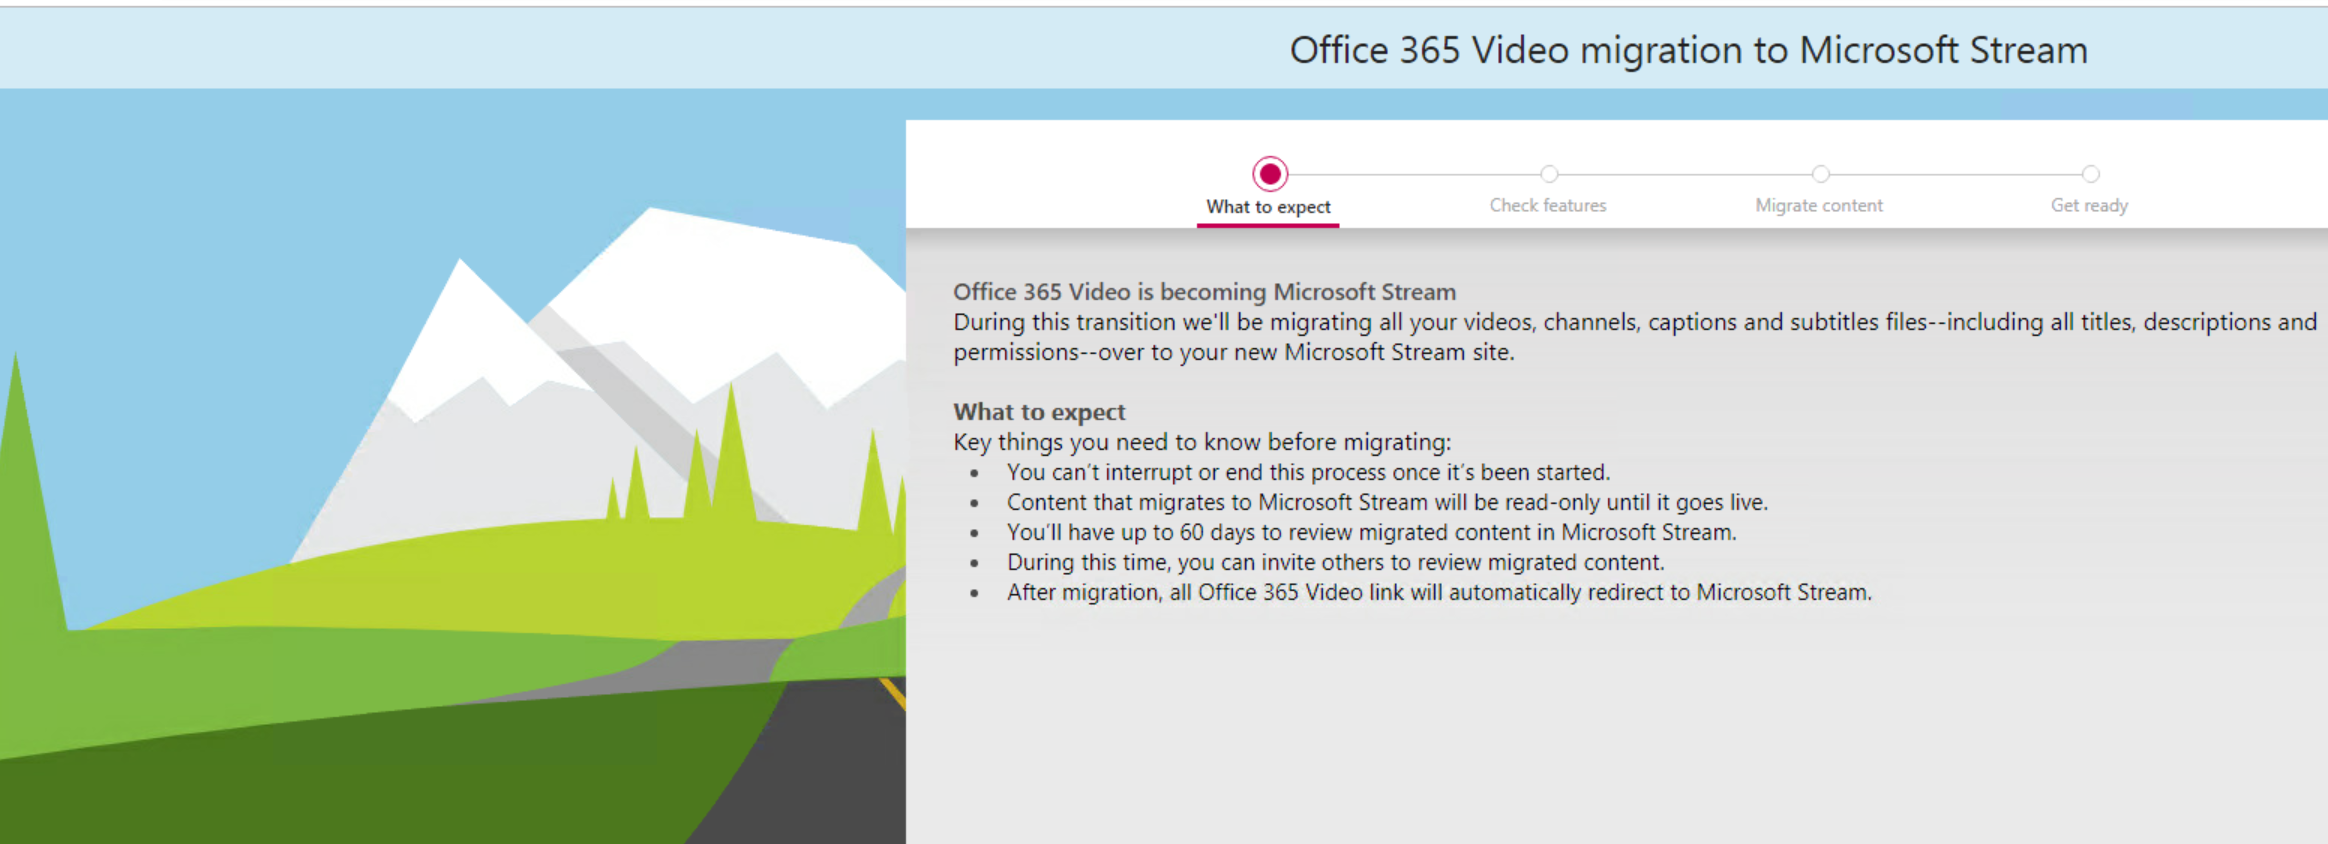 Office 365 Video migration to Microsoft Stream
What to expect
Check features
Migrate content
Get ready
Office 365 Video is becoming Microsoft Stream
During this transition we'll be migrating all your videos, channels, captions and subtitles files--including all titles, descriptions and
permissions--over to your new Microsoft Stream site.
What to expect
Key things you need to know before migrating:
• You can't interrupt or end this process once it's been started.
• Content that migrates to Microsoft Stream will be read-only until it goes live.
• You'll have up to 60 days to review migrated content in Microsoft Stream.
• During this time, you can invite others to review migrated content.
• After migration, all Office 365 Video link will automatically redirect to Microsoft Stream.